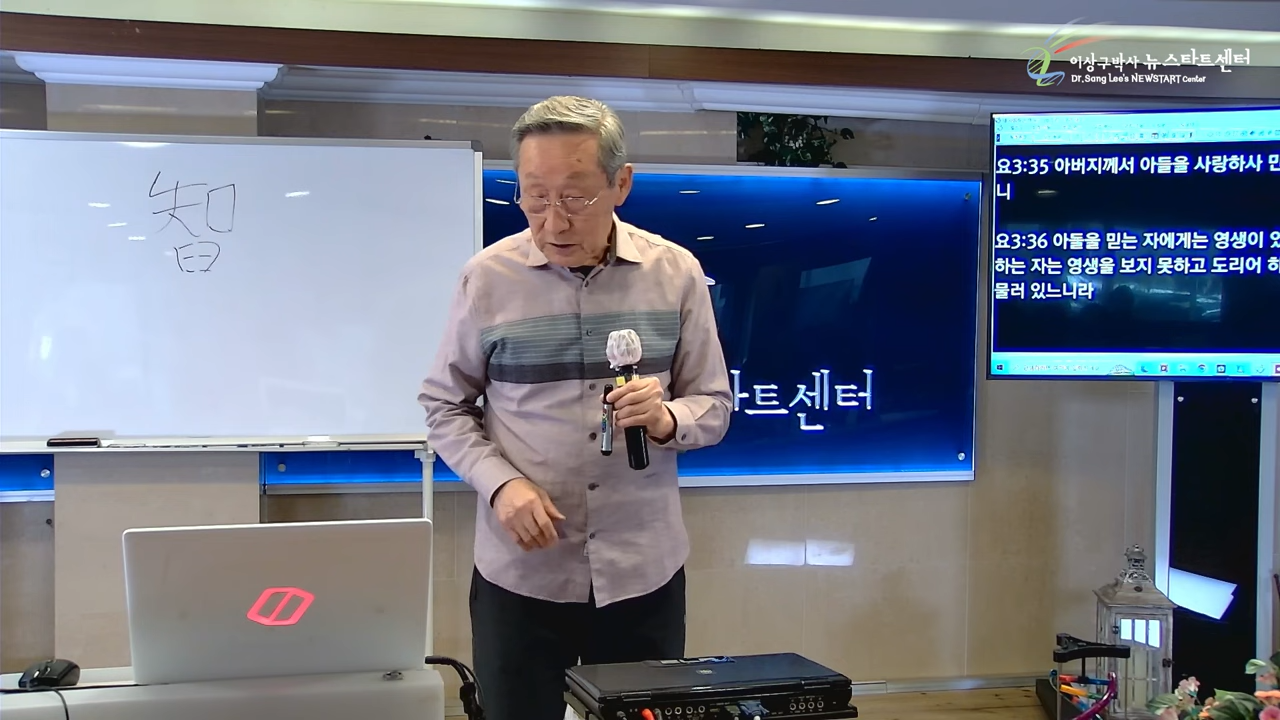 이상구박사 뉴스타트센터
Dr. Sang Lee's NEWSTART Center
知
日
요3:35 아버지께서 아들을 사랑하사
니
요3:36 아들을 믿는 자에게는 영생이
하는 자는 영생을 보지 못하고 도리어
물러 있느니라
타트센터